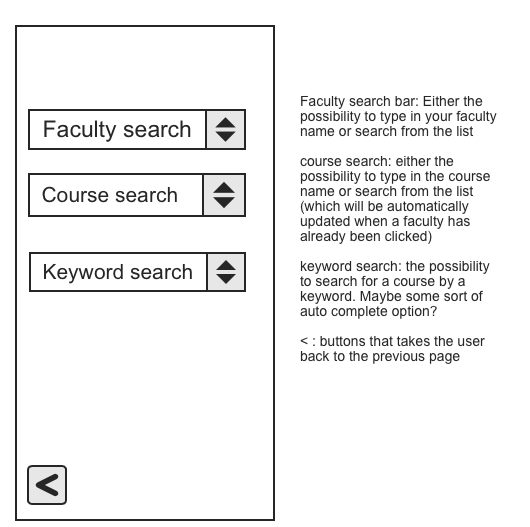 Faculty search
Course search
Keyword search
<
Faculty search bar: Either the
possibility to type in your faculty
name or search from the list
course search: either the
possibility to type in the course
name or search from the list
(which will be automatically
updated when a faculty has
already been clicked)
keyword search: the possibility
to search for a course by a
keyword. Maybe some sort of
auto complete option?
< : buttons that takes the user
back to the previous page